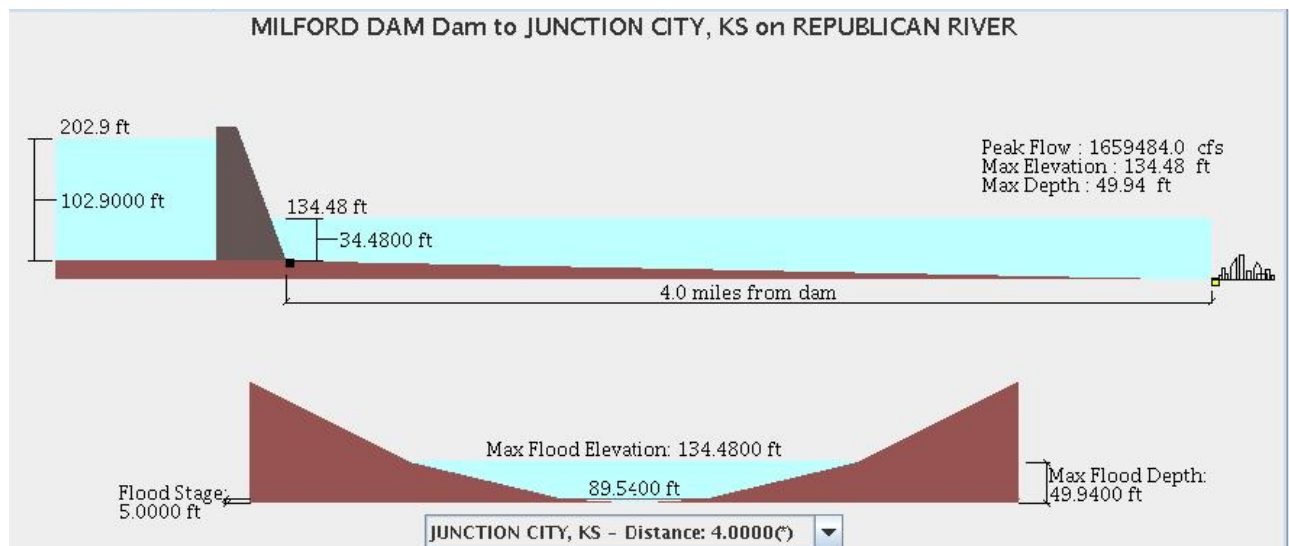 MILFORD DAM Dam to JUNCTION CITY, KS on REPUBLICAN RIVER
202.9 ft
102.9000 ft
134.48 ft
34.4800 ft
Peak Flow : 1659484.0 cfs
Max Elevation : 134.48 ft
Max Depth : 49.94 ft
4.0 miles from dam
Max Flood Elevation: 134.4800 ft
89.5400 ft
Flood Stage:
5.0000 ft
Max Flood Depth:
49.9400 ft
JUNCTION CITY, KS - Distance: 4.0000(*)